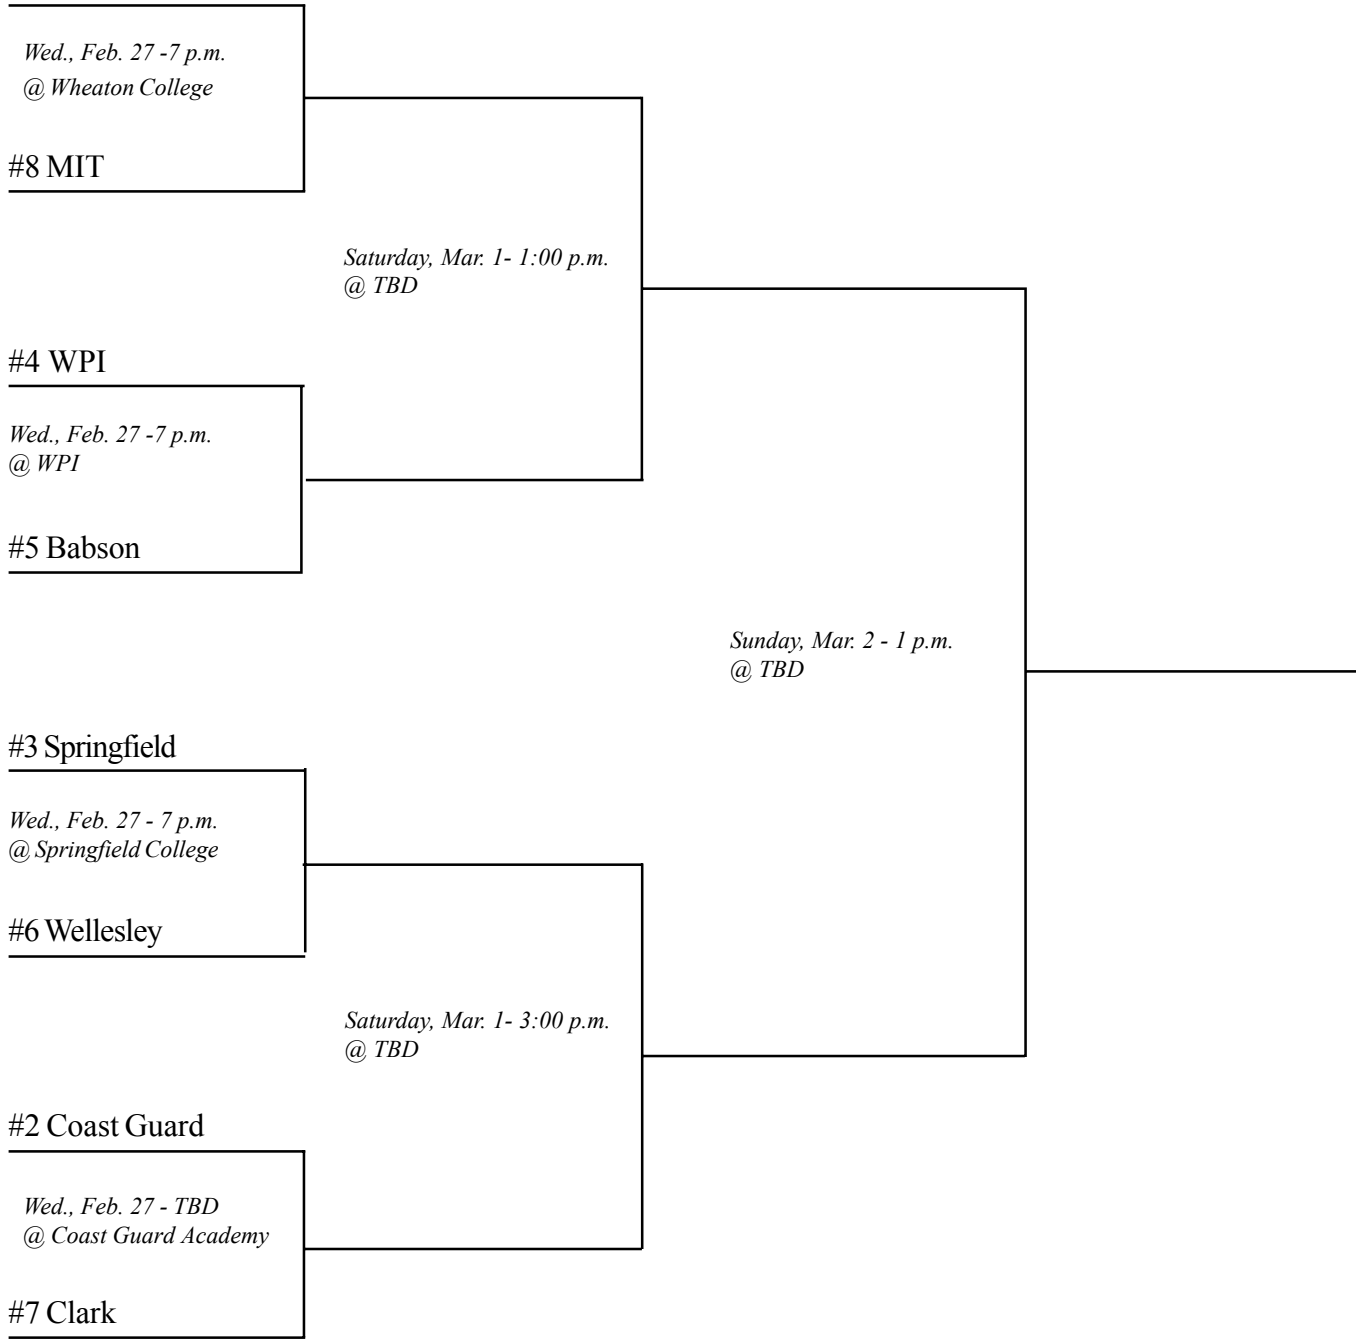 Wed., Feb. 27 -7 p.m.
@ Wheaton College
#8 MIT
Saturday, Mar. 1- 1:00 p.m.
@ TBD
#4 WPI
Wed., Feb. 27 -7 p.m.
@ WPI
#5 Babson
Sunday, Mar. 2 - 1 p.m.
@ TBD
#3 Springfield
Wed., Feb. 27 - 7 p.m.
@ Springfield College
#6 Wellesley
Saturday, Mar. 1- 3:00 p.m.
@ TBD
#2 Coast Guard
Wed., Feb. 27 - TBD
@ Coast Guard Academy
#7 Clark